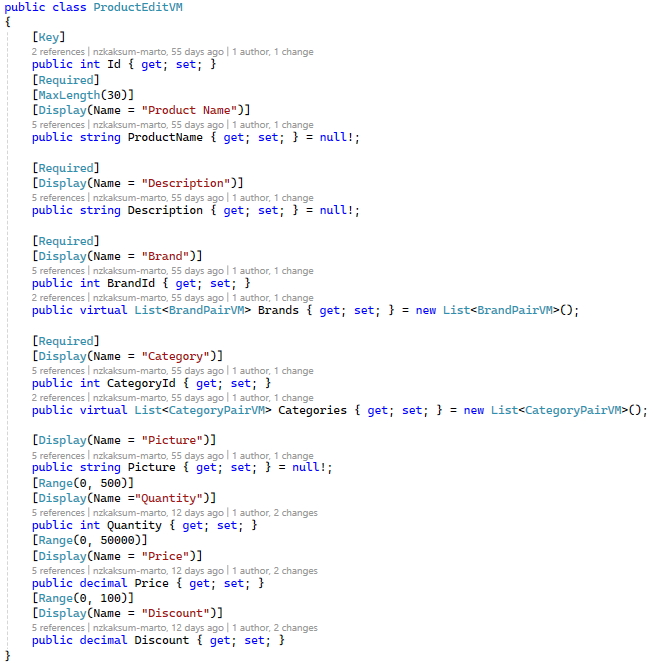 public class ProductEditVM
{
[Key]
2 references | nzkaksum-marto, 55 days ago | 1 author, 1 change
public int Id { get; set; }
[Required]
[MaxLength(30)]
[Display(Name = "Product Name")]
5 references | nzkaksum-marto, 55 days ago | 1 author, 1 change
public string ProductName { get; set; } = null!;
[Required]
[Display(Name = "Description")]
5 references | nzkaksum-marto, 55 days ago | 1 author, 1 change
public string Description { get; set; } = null!;
[Required]
[Display(Name = "Brand")]
5 references | nzkaksum-marto, 55 days ago | 1 author, 1 change
public int BrandId { get; set; }
2 references | nzkaksum-marto, 55 days ago | 1 author, 1 change
public virtual List<BrandPairVM> Brands { get; set; } = new List<BrandPairVM>();
[Required]
[Display(Name = "Category")]
5 references | nzkaksum-marto, 55 days ago | 1 author, 1 change
public int CategoryId { get; set; }
2 references | nzkaksum-marto, 55 days ago | 1 author, 1 change
public virtual List<CategoryPairVM> Categories { get; set; } = new List<CategoryPairVM>();
[Display(Name = "Picture")]
5 references | nzkaksum-marto, 55 days ago | 1 author, 1 change
public string Picture { get; set; } = null!;
[Range(0, 500)]
[Display(Name ="Quantity")]
5 references | nzkaksum-marto, 12 days ago | 1 author, 2 changes
public int Quantity { get; set; }
[Range(0, 50000)]
[Display(Name = "Price")]
5 references | nzkaksum-marto, 12 days ago | 1 author, 2 changes
public decimal Price { get; set; }
[Range(0, 100)]
[Display(Name = "Discount")]
5 references | nzkaksum-marto, 12 days ago | 1 author, 2 changes
public decimal Discount { get; set; }
}